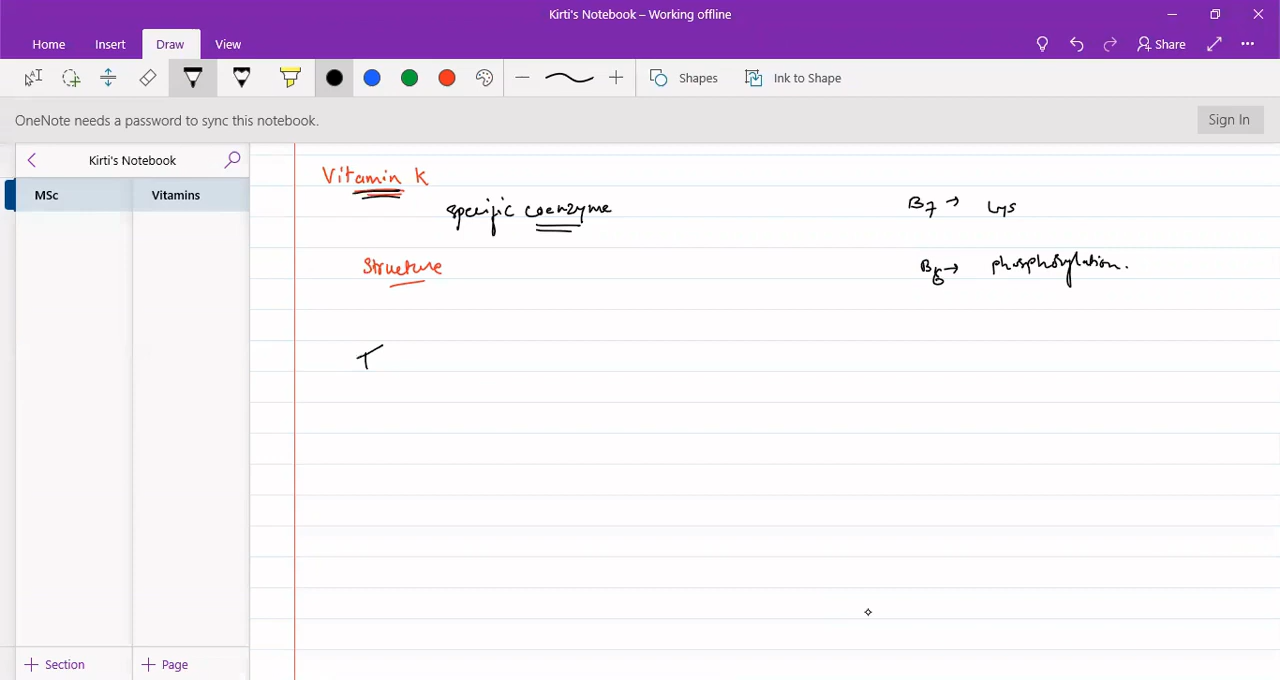 Kirti's Notebook – Working offline
Home Insert Draw View
Share
Shapes Ink to Shape
OneNote needs a password to sync this notebook.
Sign In
Kirti's Notebook
MSc Vitamins
Vitamin K
specific coenzyme
B7 → Lys
Structure
B6 → phosphorylation.
T
+ Section + Page